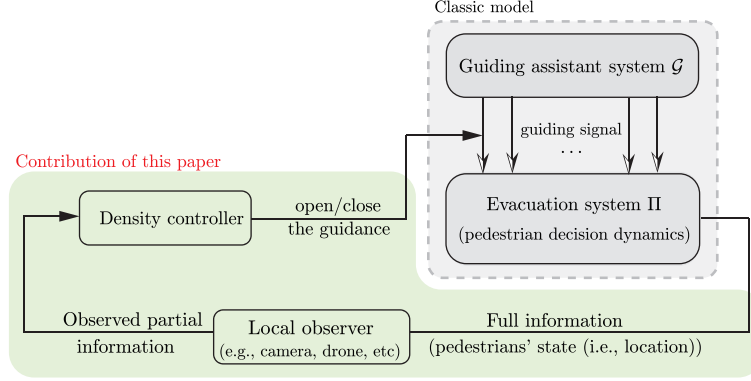 Classic model
Guiding assistant system 𝒢
guiding signal
...
Contribution of this paper
Density controller
open/close
the guidance
Evacuation system Π
(pedestrian decision dynamics)
Observed partial
information
Local observer
(e.g., camera, drone, etc)
Full information
(pedestrians' state (i.e., location))